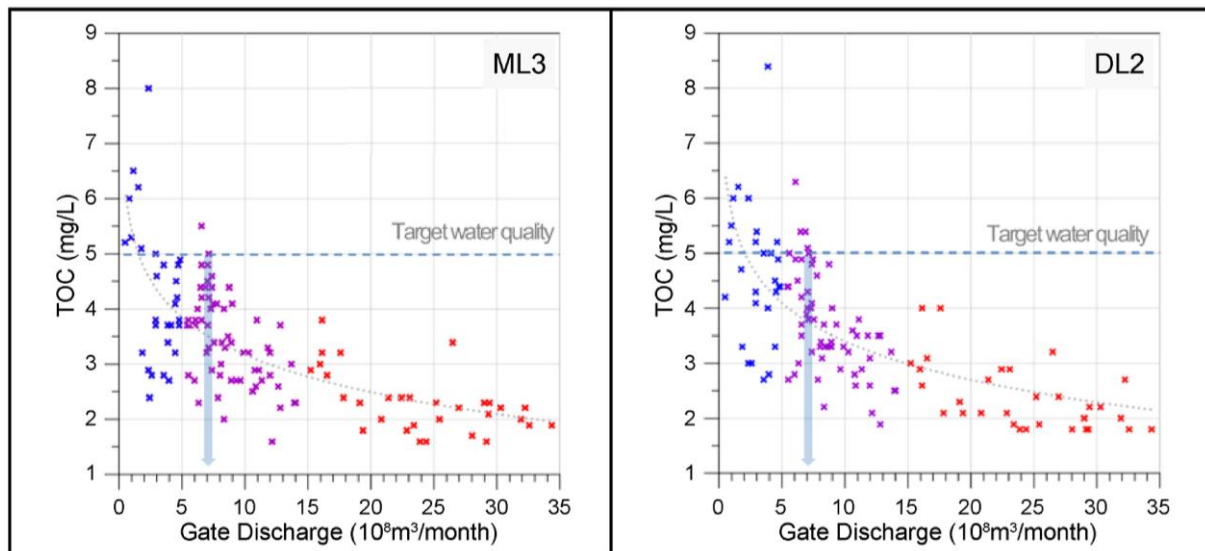 ML3
TOC (mg/L)
9
8
7
6
5
4
3
2
1
Target water quality
0 5 10 15 20 25 30 35
Gate Discharge (10⁸m³/month)
DL2
TOC (mg/L)
9
8
7
6
5
4
3
2
1
Target water quality
0 5 10 15 20 25 30 35
Gate Discharge (10⁸m³/month)